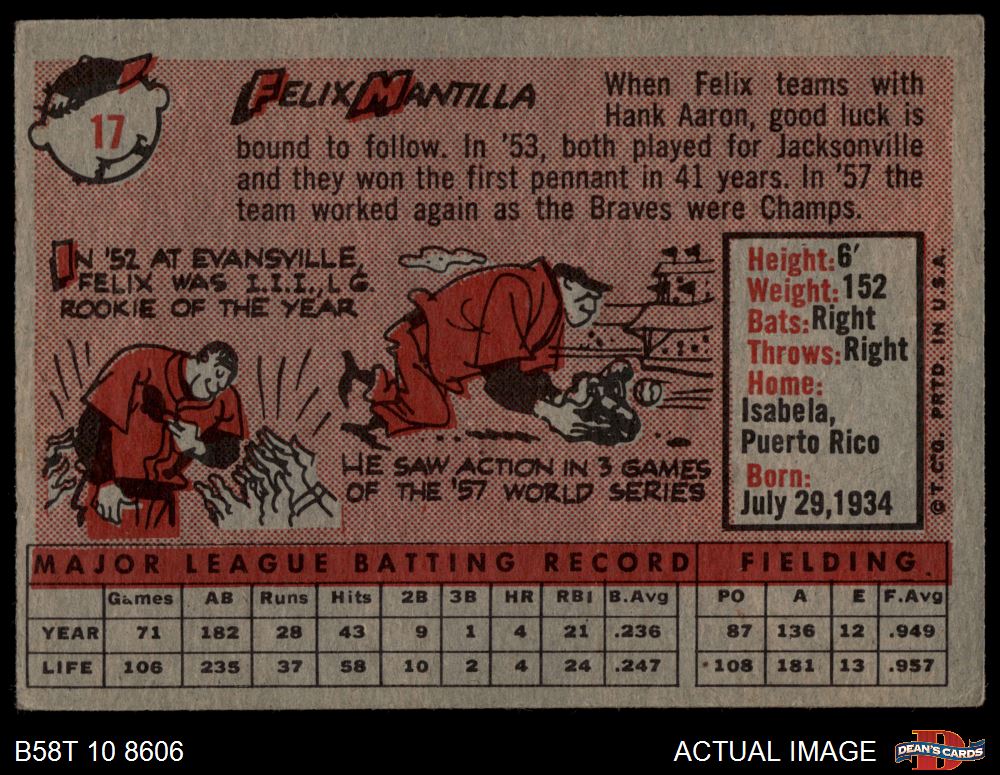 17
FELIX MANTILLA
When Felix teams with
Hank Aaron, good luck is
bound to follow. In '53, both played for Jacksonville
and they won the first pennant in 41 years. In '57 the
team worked again as the Braves were Champs.
IN '52 AT EVANSVILLE,
FELIX WAS I.I.I., LG.
ROOKIE OF THE YEAR
HE SAW ACTION IN 3 GAMES
OF THE '57 WORLD SERIES
Height: 6'
Weight: 152
Bats: Right
Throws: Right
Home:
Isabela,
Puerto Rico
Born:
July 29, 1934
© T.C.G. PRTD. IN U.S.A.
MAJOR LEAGUE BATTING RECORD FIELDING
Games AB Runs Hits 2B 3B HR RBI B.Avg PO A E F.Avg
YEAR 71 182 28 43 9 1 4 21 .236 87 136 12 .949
LIFE 106 235 37 58 10 2 4 24 .247 108 181 13 .957
B58T 10 8606
ACTUAL IMAGE
DEAN'S CARDS